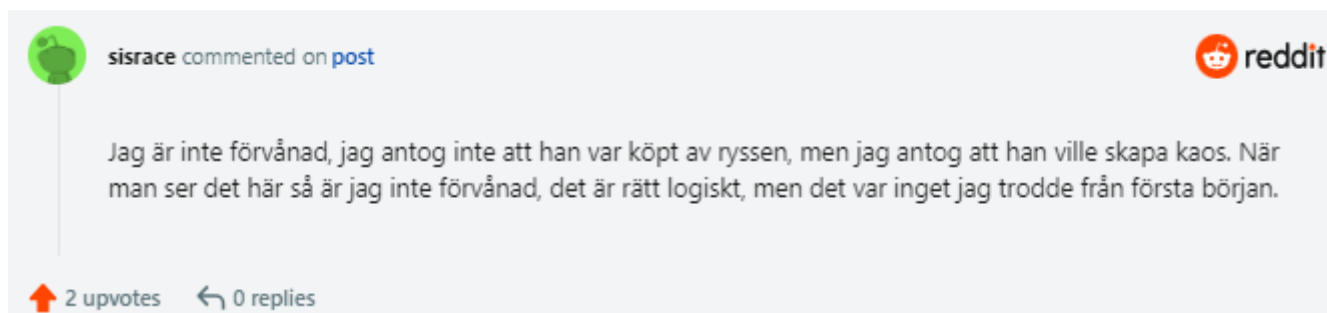 sisrace commented on post
reddit
Jag är inte förvånad, jag antog inte att han var köpt av ryssen, men jag antog att han ville skapa kaos. När
man ser det här så är jag inte förvånad, det är rätt logiskt, men det var inget jag trodde från första början.
2 upvotes 0 replies